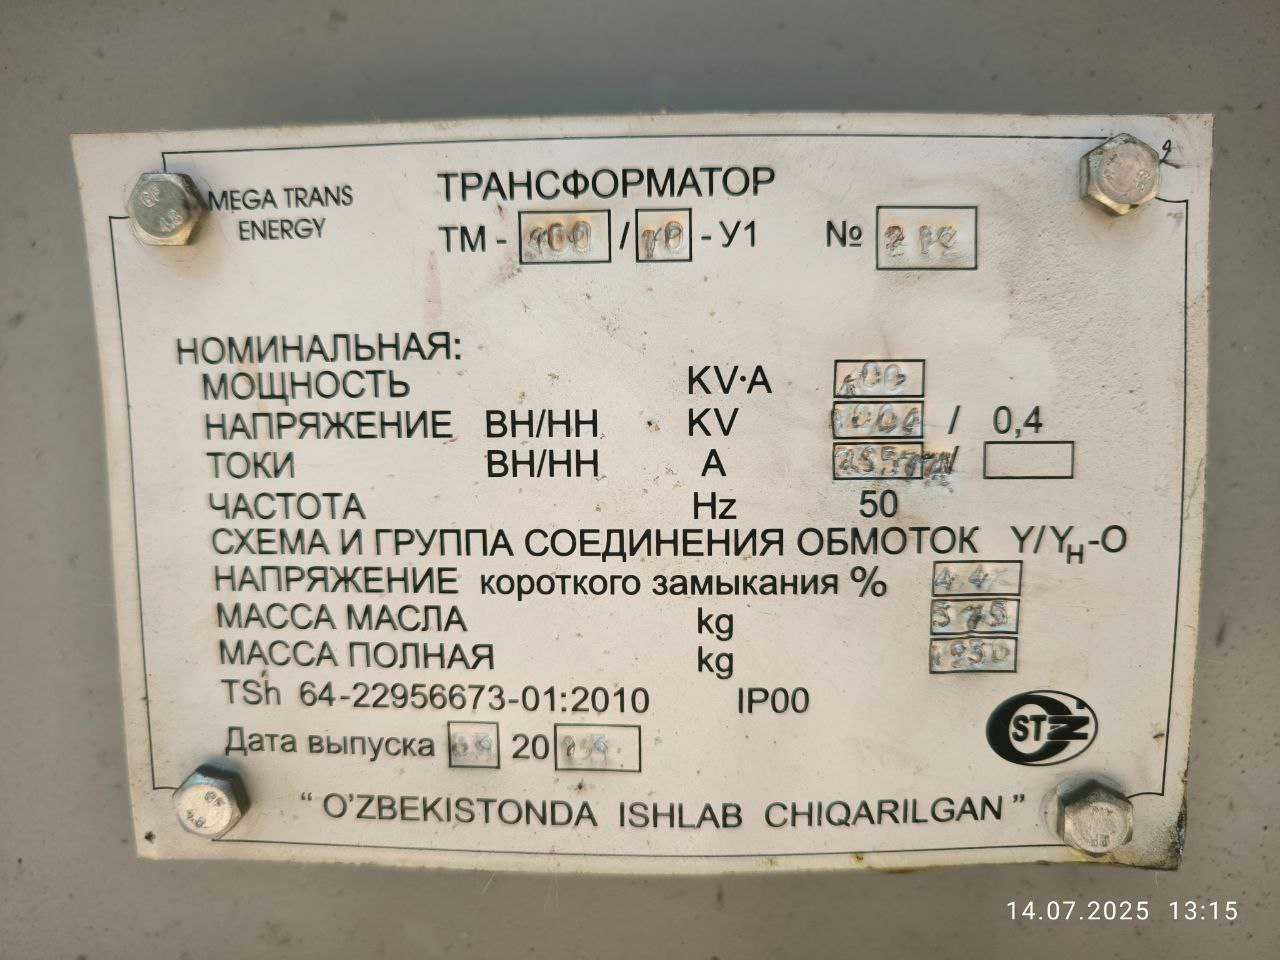 MEGA TRANS
ENERGY
ТРАНСФОРМАТОР
ТМ - / 10 - У1 №
НОМИНАЛЬНАЯ:
МОЩНОСТЬ KV·A
НАПРЯЖЕНИЕ ВН/НН KV / 0,4
ТОКИ ВН/НН A
ЧАСТОТА Hz 50
СХЕМА И ГРУППА СОЕДИНЕНИЯ ОБМОТОК Y/Yн-О
НАПРЯЖЕНИЕ короткого замыкания %
МАССА МАСЛА kg
МАССА ПОЛНАЯ kg
TSh 64-22956673-01:2010 IP00
Дата выпуска 20
“ O'ZBEKISTONDA ISHLAB CHIQARILGAN ”
14.07.2025 13:15